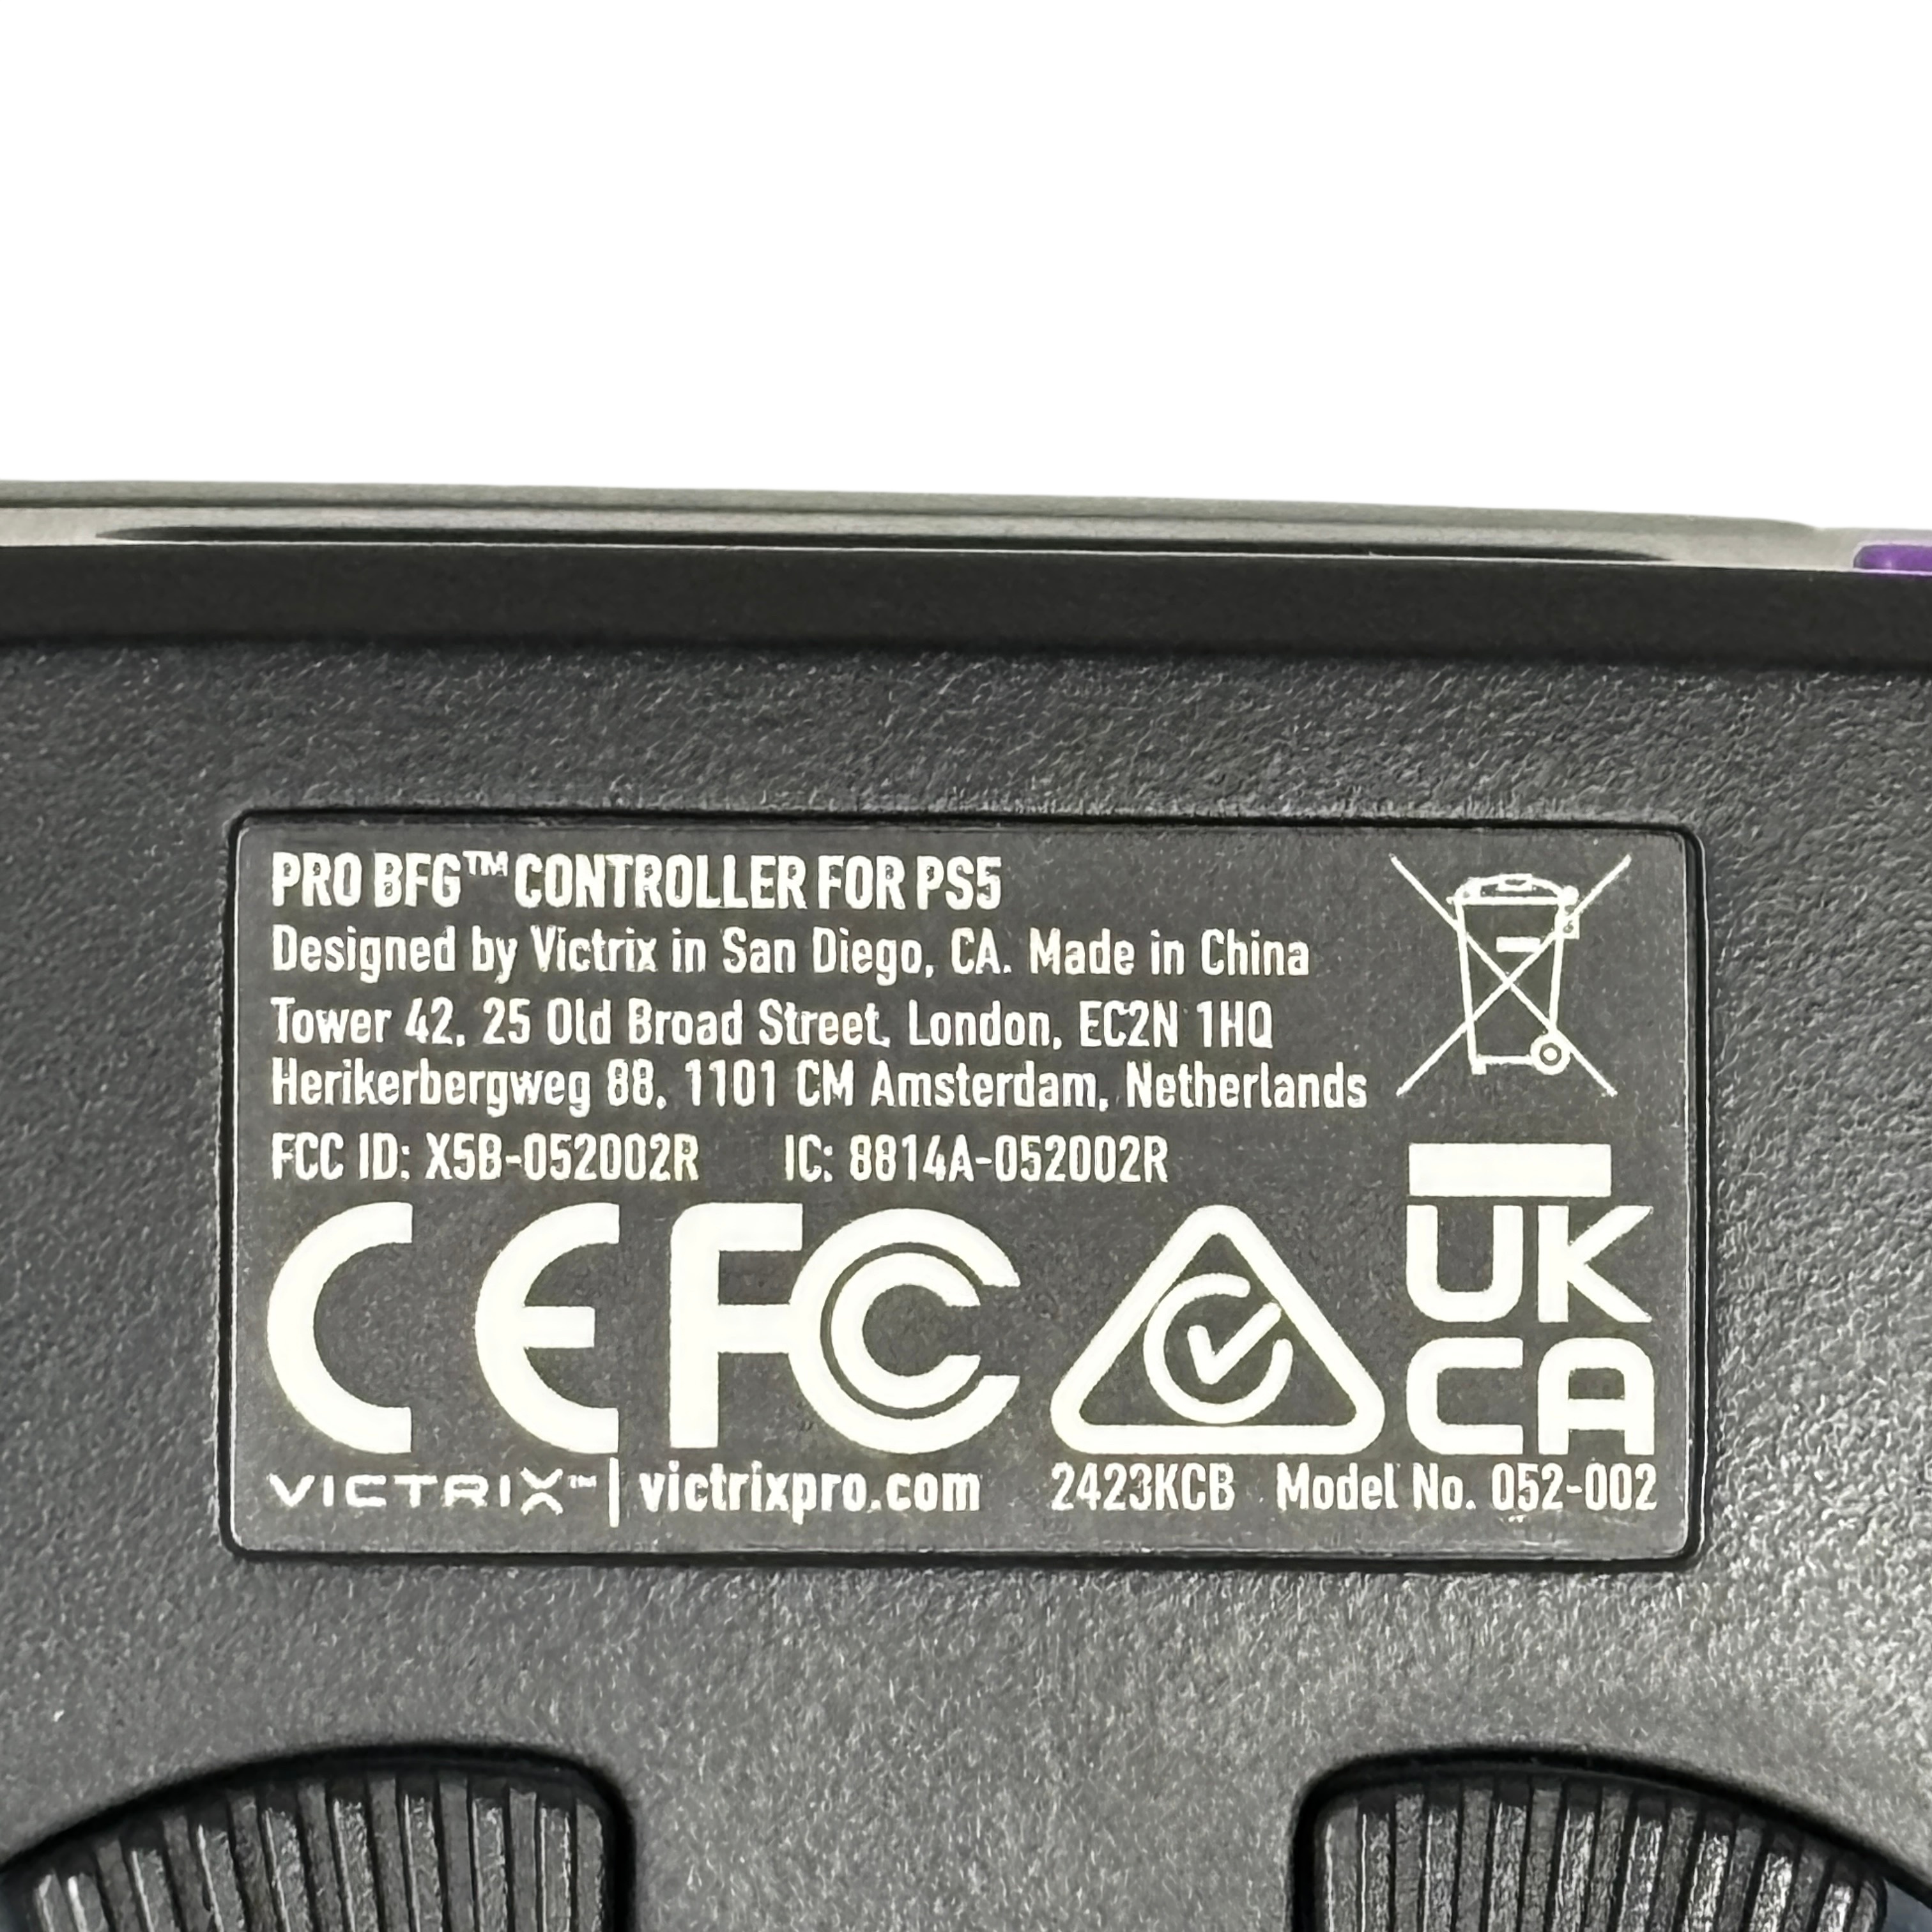 PRO BFG™ CONTROLLER FOR PS5
Designed by Victrix in San Diego, CA. Made in China
Tower 42, 25 Old Broad Street, London, EC2N 1HQ
Herikerbergweg 88, 1101 CM Amsterdam, Netherlands
FCC ID: X5B-052002R IC: 8814A-052002R
CE FC
UK
CA
VICTRIX™ | victrixpro.com 2423KCB Model No. 052-002